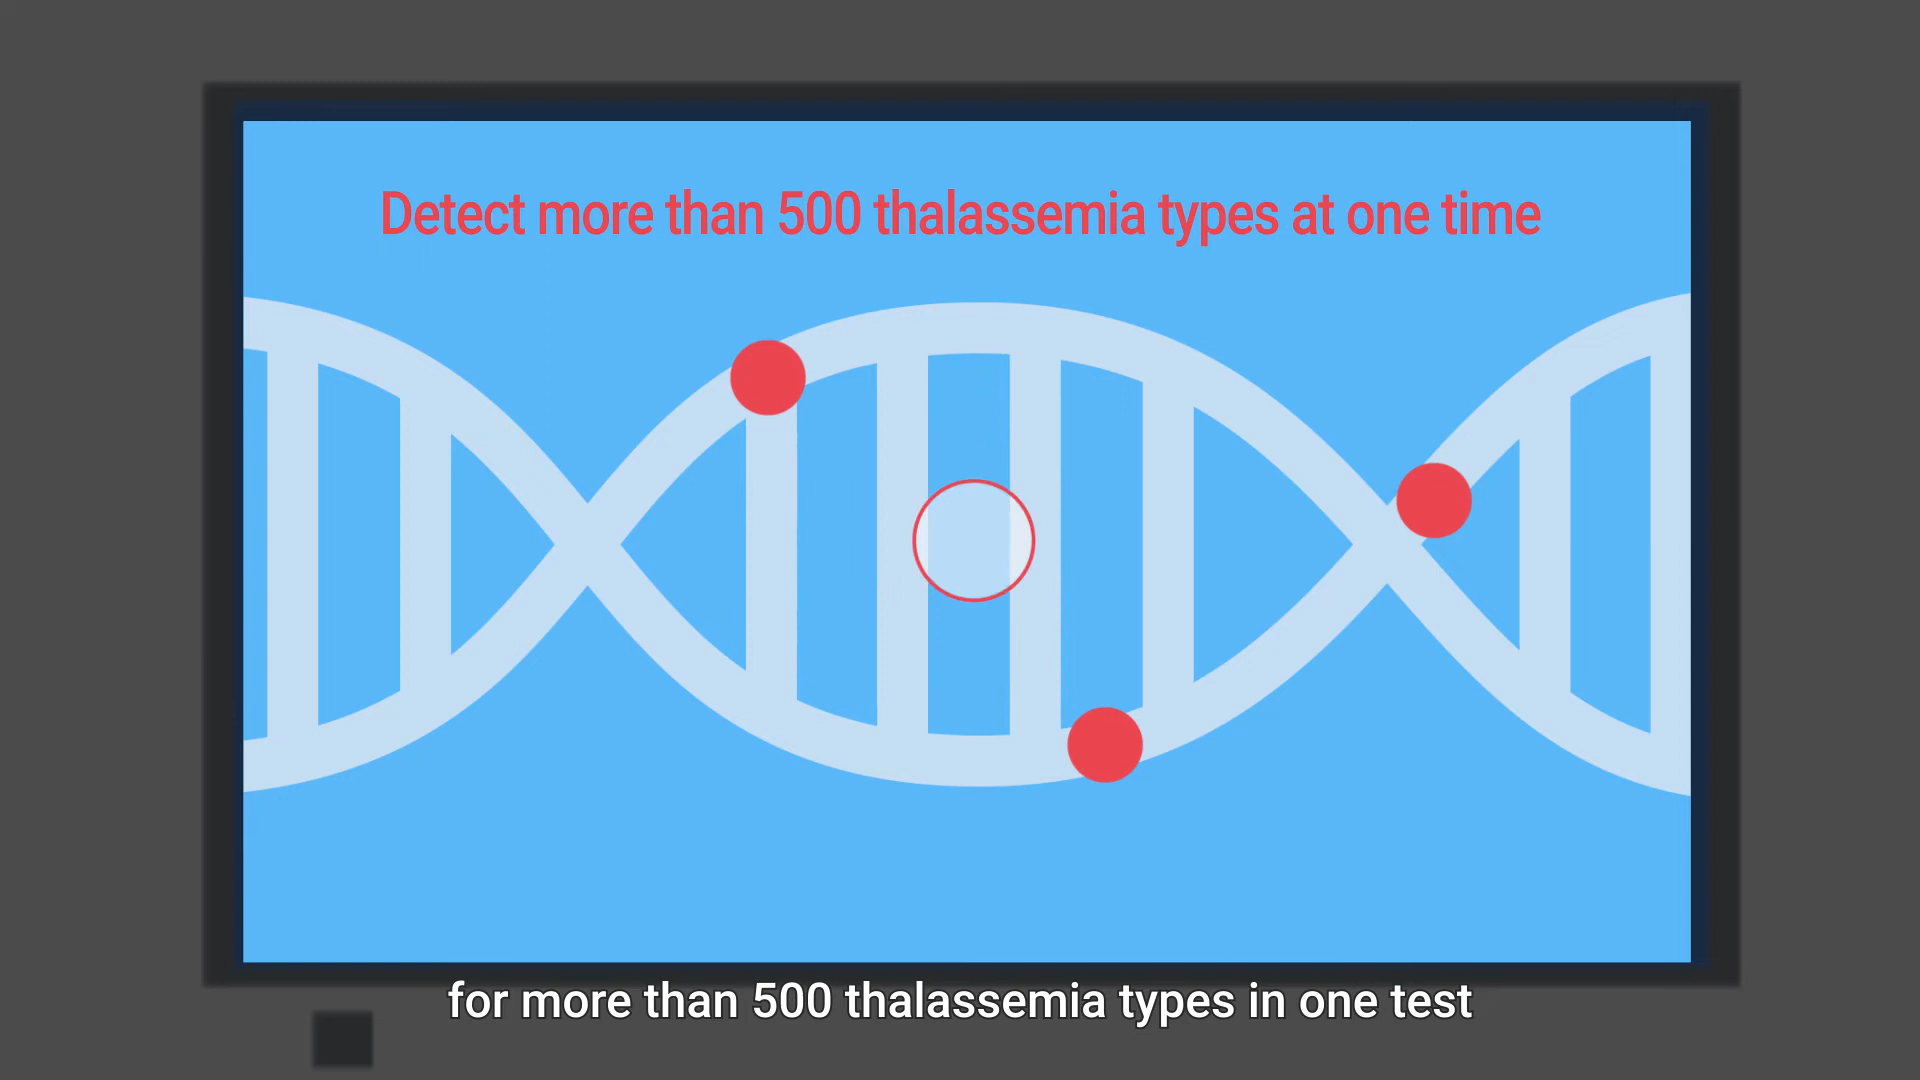 Detect more than 500 thalassemia types at one time
for more than 500 thalassemia types in one test